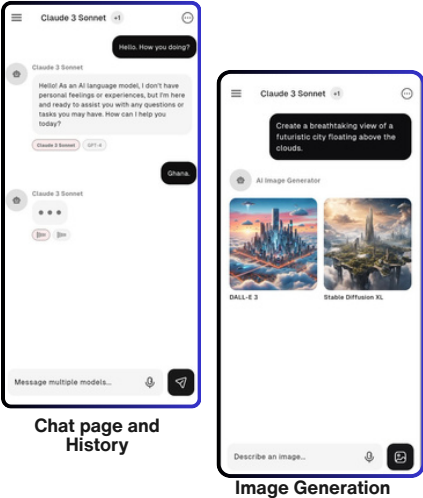 Claude 3 Sonnet +1
Hello. How you doing?
Claude 3 Sonnet
Hello! As an AI language model, I don't have
personal feelings or experiences, but I'm here
and ready to assist you with any questions or
tasks you may have. How can I help you
today?
Claude 3 Sonnet GPT-4
Ghana.
Claude 3 Sonnet
Message multiple models...
Chat page and
History
Claude 3 Sonnet +1
Create a breathtaking view of a
futuristic city floating above the
clouds.
AI Image Generator
DALL-E 3 Stable Diffusion XL
Describe an image...
Image Generation